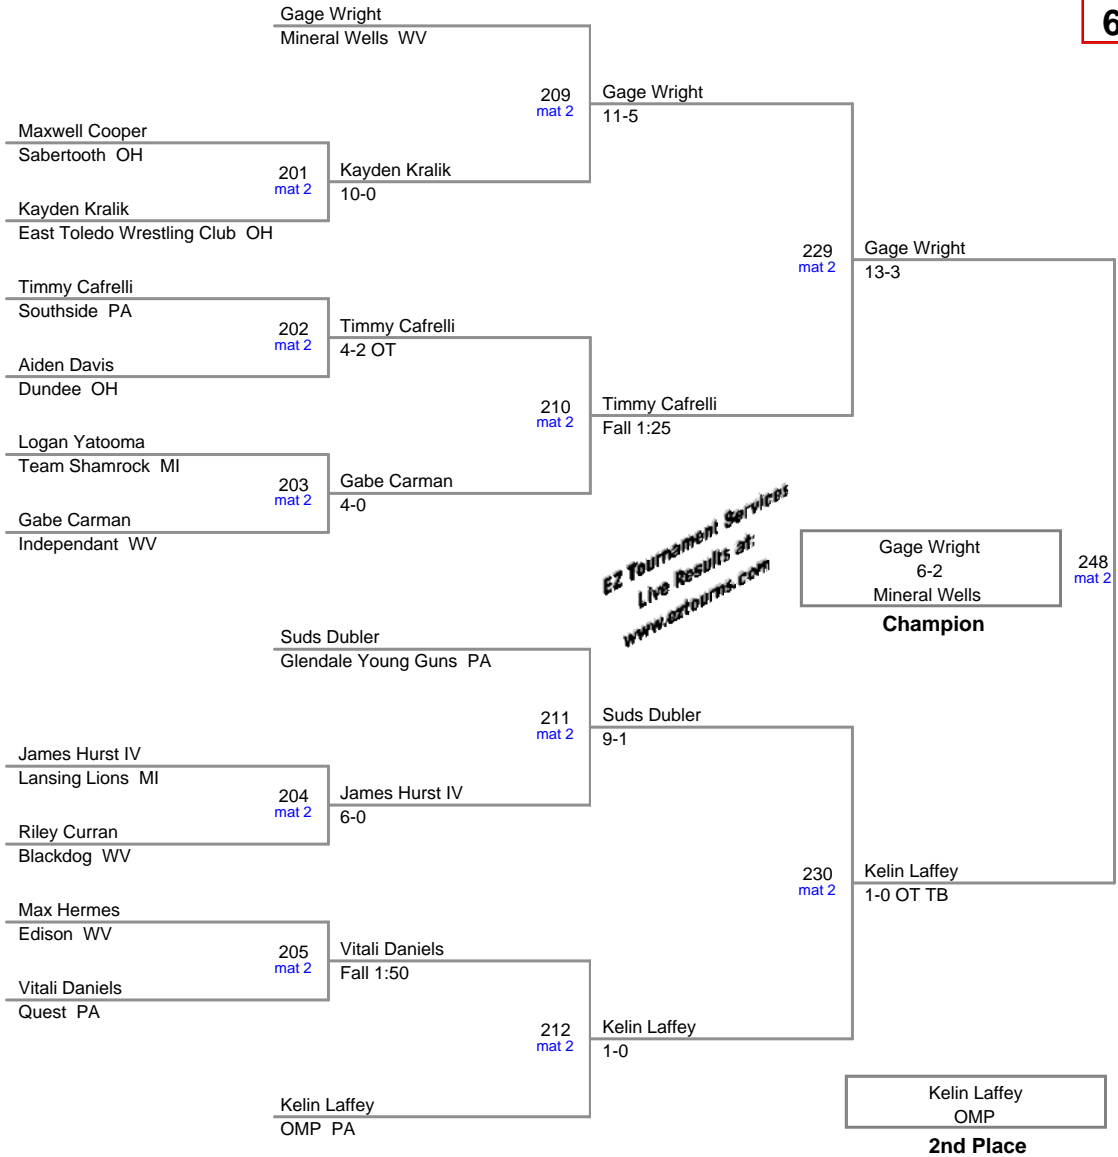 6
Gage Wright
Mineral Wells  WV
209
mat 2
Gage Wright
11-5
Maxwell Cooper
Sabertooth  OH
201
mat 2
Kayden Kralik
10-0
Kayden Kralik
East Toledo Wrestling Club  OH
229
mat 2
Gage Wright
13-3
Timmy Cafrelli
Southside  PA
202
mat 2
Timmy Cafrelli
4-2 OT
Aiden Davis
Dundee  OH
210
mat 2
Timmy Cafrelli
Fall 1:25
Logan Yatooma
Team Shamrock  MI
203
mat 2
Gabe Carman
4-0
Gabe Carman
Independant  WV
EZ Tournament Services
Live Results at:
www.eztourns.com
Gage Wright
6-2
Mineral Wells
248
mat 2
Champion
Suds Dubler
Glendale Young Guns  PA
211
mat 2
Suds Dubler
9-1
James Hurst IV
Lansing Lions  MI
204
mat 2
James Hurst IV
6-0
Riley Curran
Blackdog  WV
230
mat 2
Kelin Laffey
1-0 OT TB
Max Hermes
Edison  WV
205
mat 2
Vitali Daniels
Fall 1:50
Vitali Daniels
Quest  PA
212
mat 2
Kelin Laffey
1-0
Kelin Laffey
OMP  PA
Kelin Laffey
OMP
2nd Place